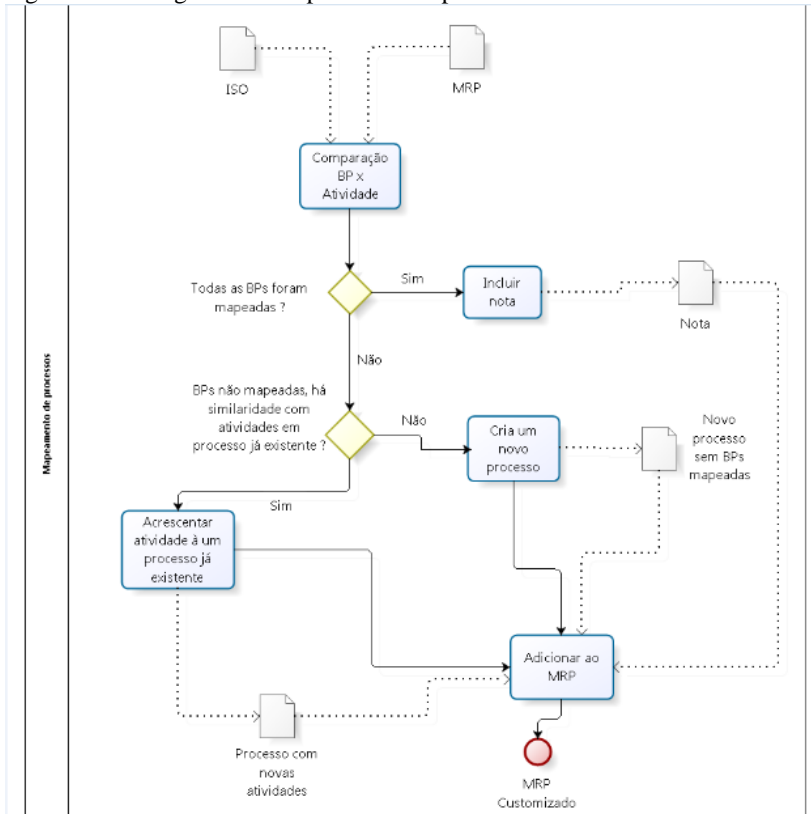 ISO
MRP
Comparação
BP x
Atividade
Todas as BPs foram
mapeadas ?
Sim
Incluir
nota
Nota
Não
Mapeamento de processos
BPs não mapeadas, há
similaridade com
atividades em
processo já existente ?
Não
Cria um
novo
processo
Novo
processo
sem BPs
mapeadas
Sim
Acrescentar
atividade à um
processo já
existente
Adicionar ao
MRP
Processo com
novas
atividades
MRP
Customizado